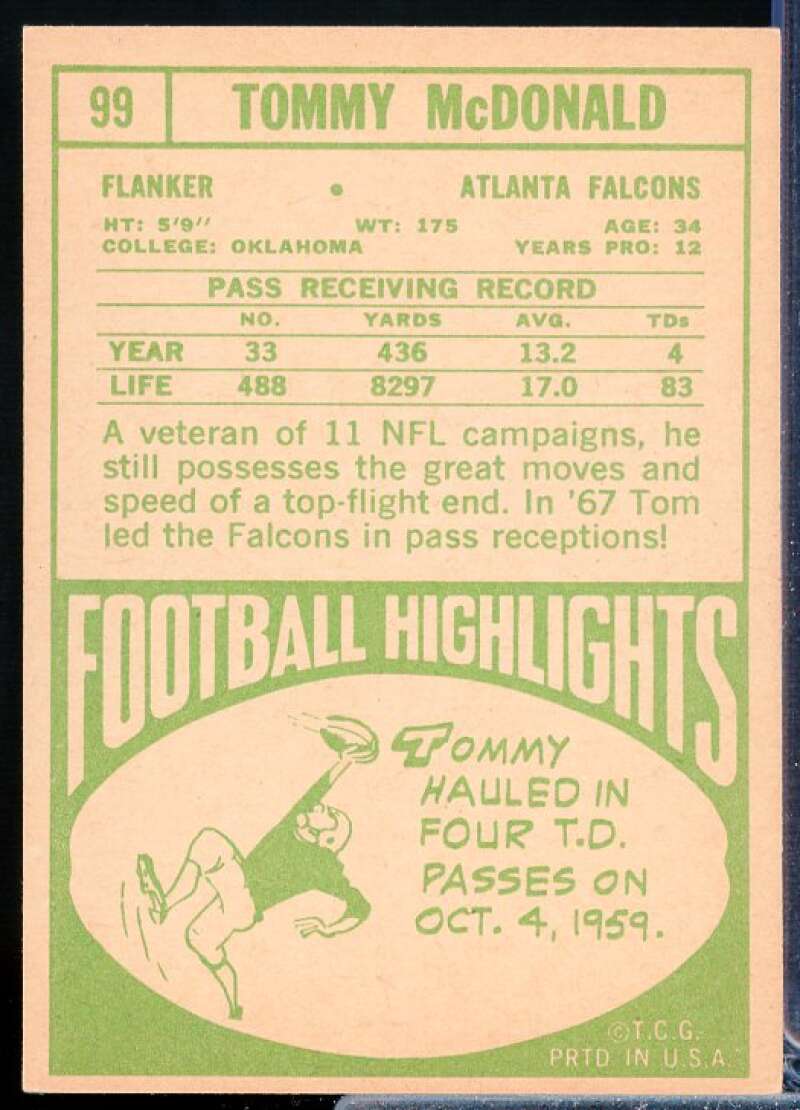 99 TOMMY McDONALD
FLANKER • ATLANTA FALCONS
HT: 5'9" WT: 175 AGE: 34
COLLEGE: OKLAHOMA YEARS PRO: 12
PASS RECEIVING RECORD
NO. YARDS AVG. TDs
YEAR 33 436 13.2 4
LIFE 488 8297 17.0 83
A veteran of 11 NFL campaigns, he
still possesses the great moves and
speed of a top-flight end. In '67 Tom
led the Falcons in pass receptions!
FOOTBALL HIGHLIGHTS
TOMMY
HAULED IN
FOUR T.D.
PASSES ON
OCT. 4, 1959.
©T.C.G.
PRTD IN U.S.A.